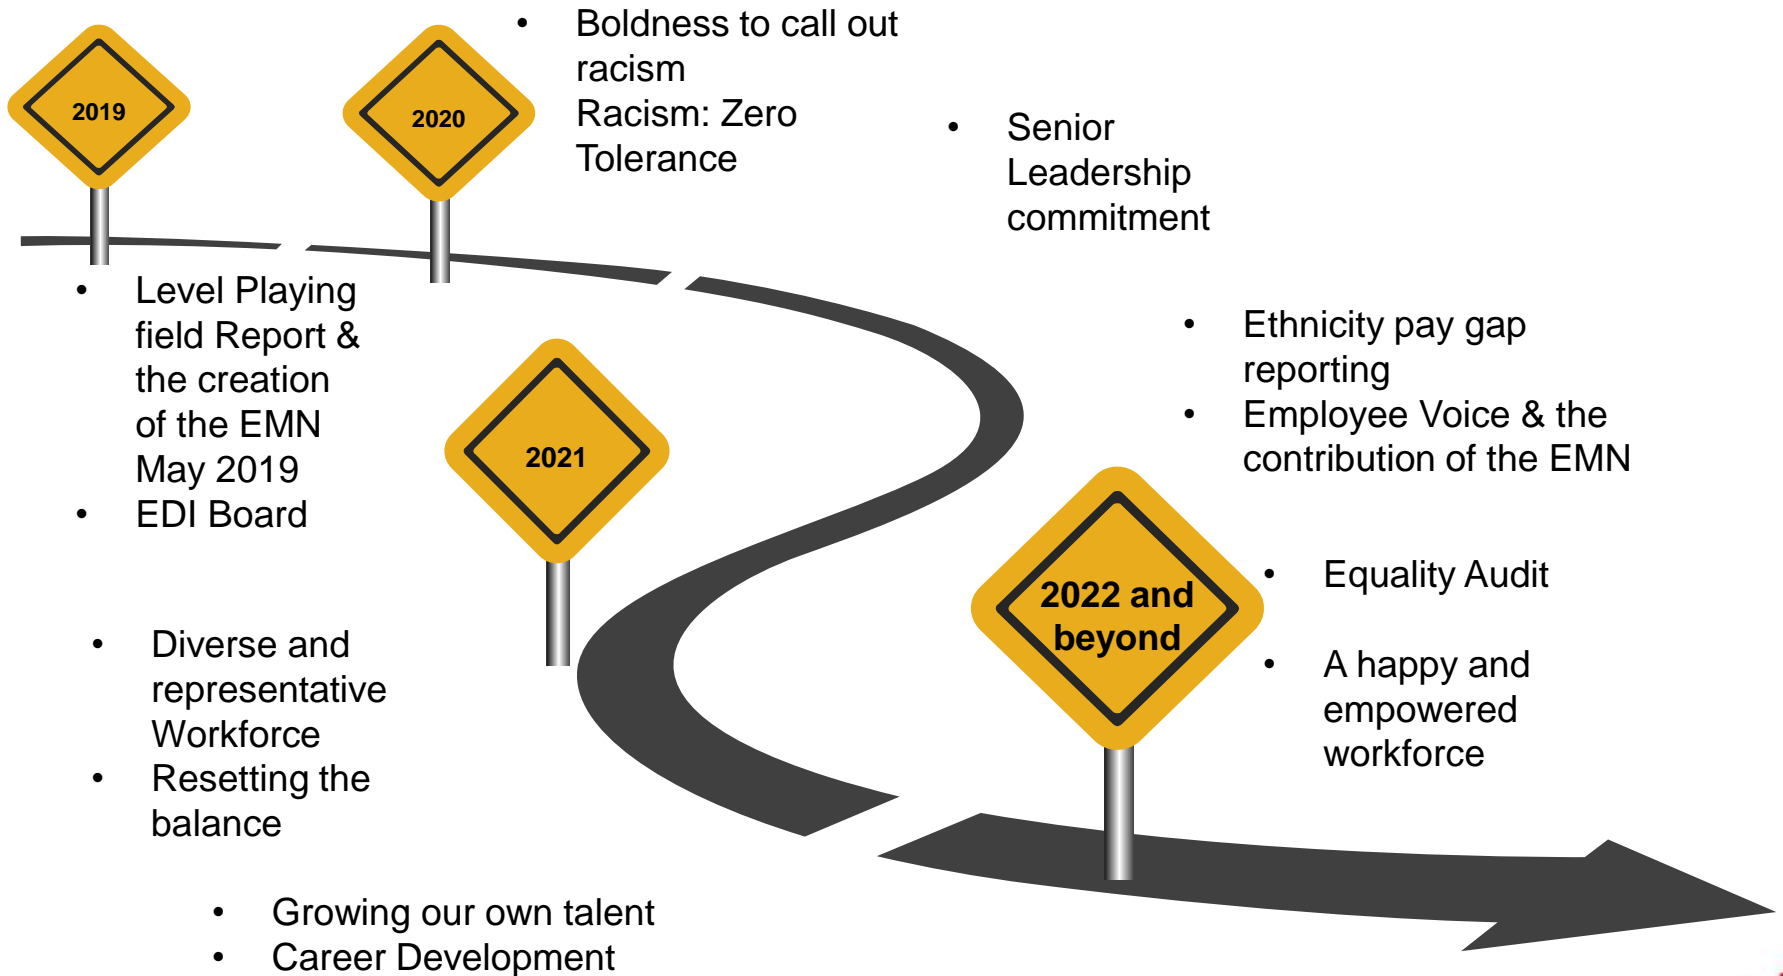 2019
2020
• Boldness to call out
racism
Racism: Zero
Tolerance
• Senior
Leadership
commitment
• Level Playing
field Report &
the creation
of the EMN
May 2019
• EDI Board
2021
• Ethnicity pay gap
reporting
• Employee Voice & the
contribution of the EMN
2022 and
beyond
• Equality Audit
• A happy and
empowered
workforce
• Diverse and
representative
Workforce
• Resetting the
balance
• Growing our own talent
• Career Development